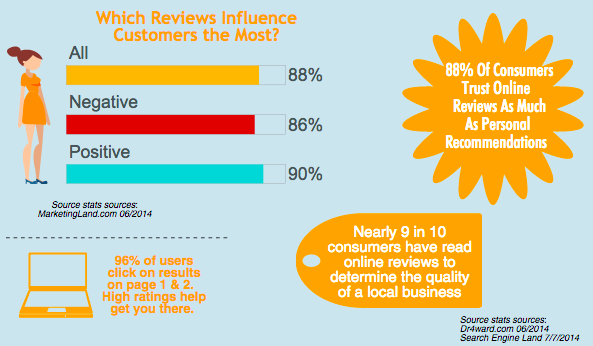 Which Reviews Influence
Customers the Most?
All
88%
Negative
86%
Positive
90%
Source stats sources:
MarketingLand.com 06/2014
88% Of Consumers
Trust Online
Reviews As Much
As Personal
Recommendations
96% of users
click on results
on page 1 & 2.
High ratings help
get you there.
Nearly 9 in 10
consumers have read
online reviews to
determine the quality
of a local business
Source stats sources:
Dr4ward.com 06/2014
Search Engine Land 7/7/2014